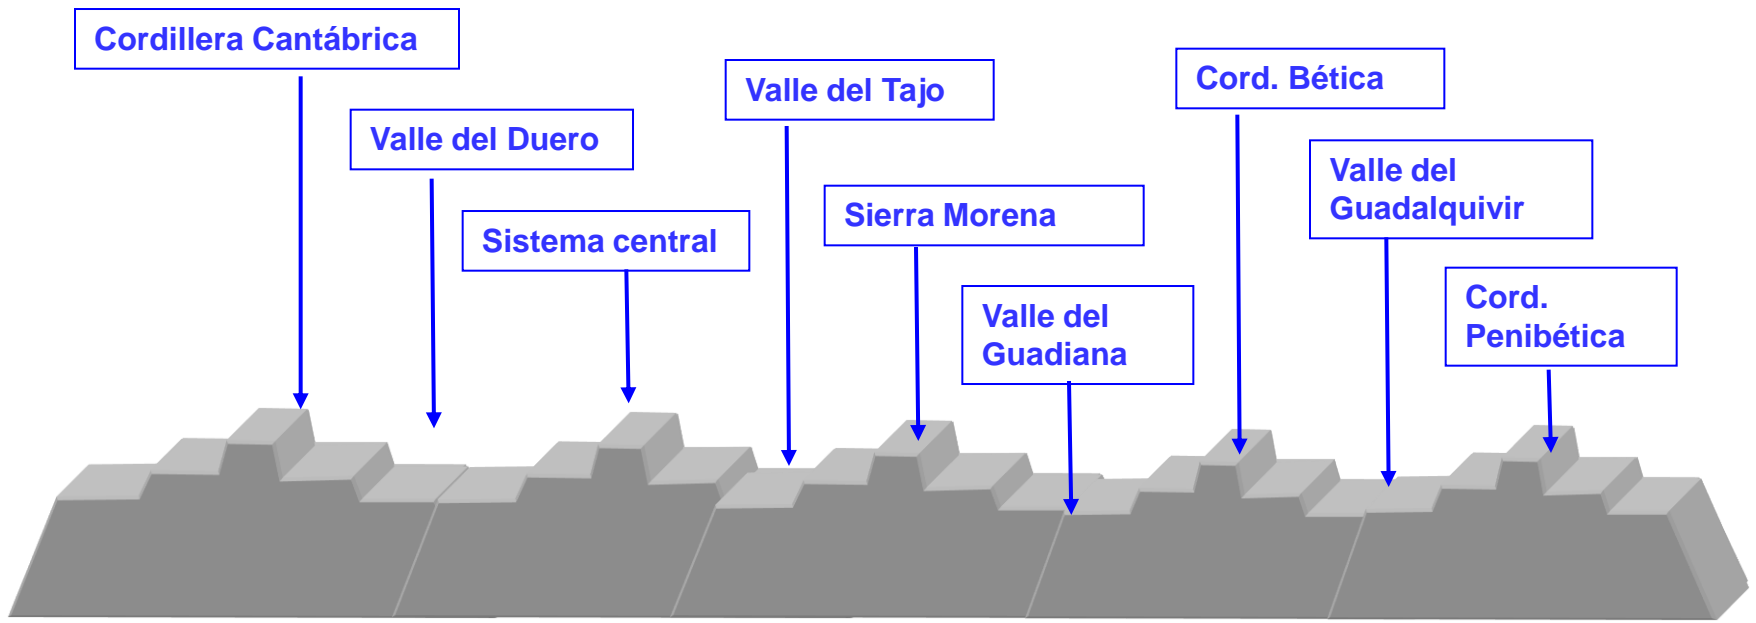 Cordillera Cantábrica
Valle del Duero
Sistema central
Valle del Tajo
Sierra Morena
Valle del
Guadiana
Cord. Bética
Valle del
Guadalquivir
Cord.
Penibética